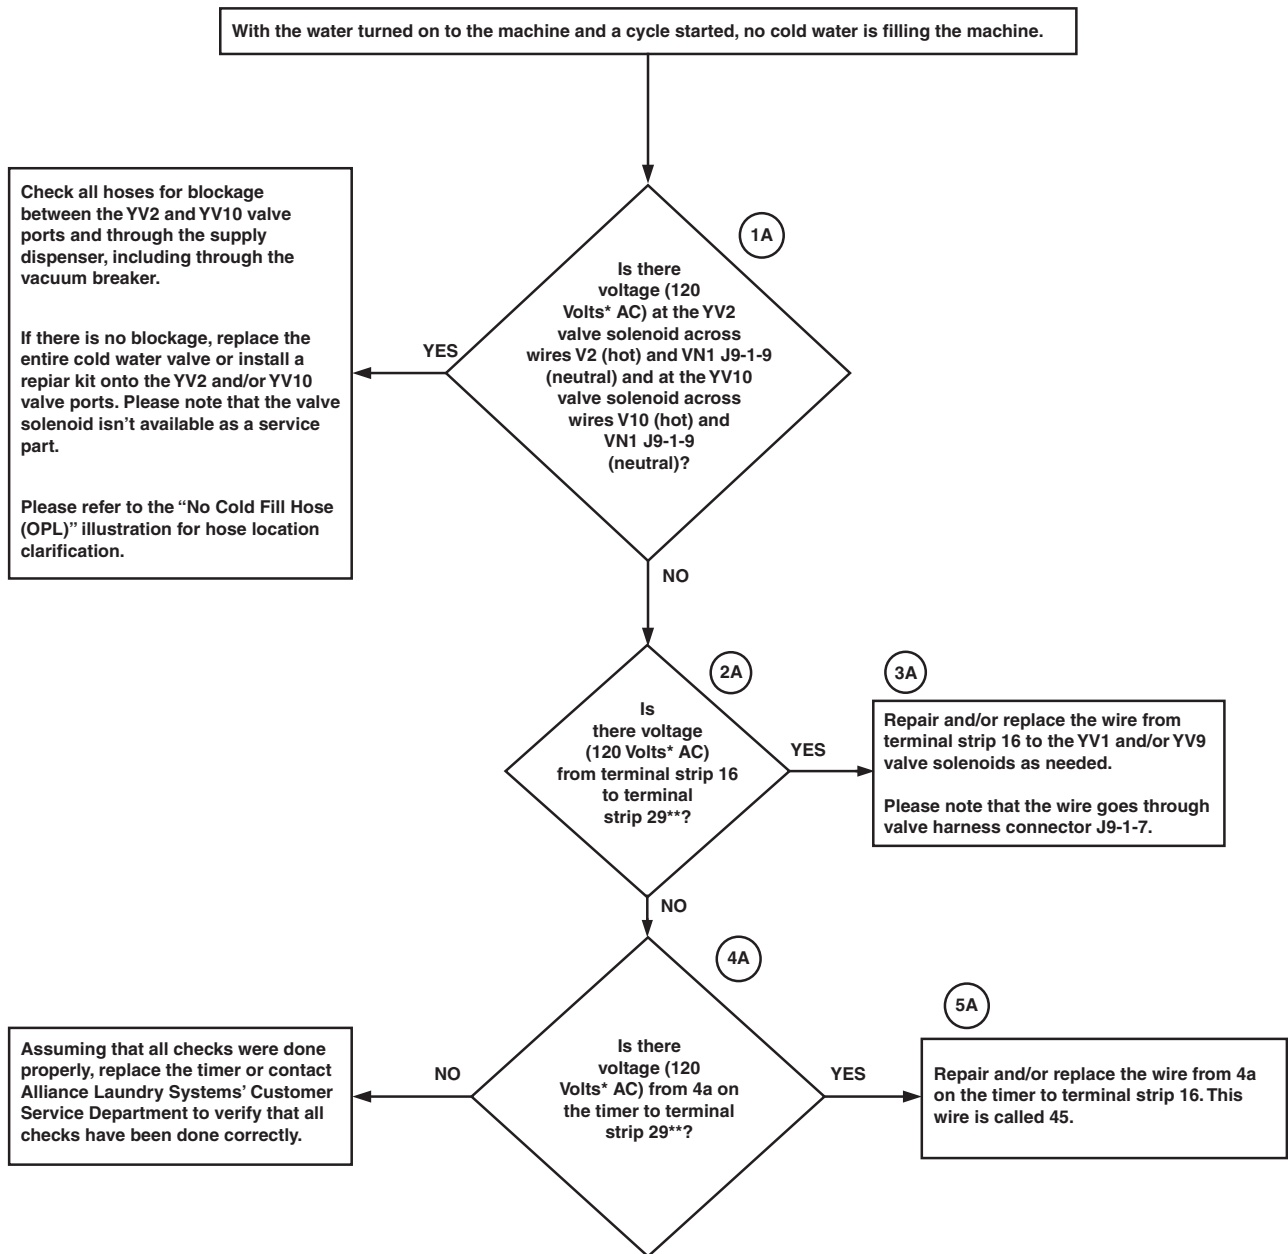 With the water turned on to the machine and a cycle started, no cold water is filling the machine.
1A
Is there
voltage (120
Volts* AC) at the YV2
valve solenoid across
wires V2 (hot) and VN1 J9-1-9
(neutral) and at the YV10
valve solenoid across
wires V10 (hot) and
VN1 J9-1-9
(neutral)?
YES
Check all hoses for blockage
between the YV2 and YV10 valve
ports and through the supply
dispenser, including through the
vacuum breaker.
If there is no blockage, replace the
entire cold water valve or install a
repiar kit onto the YV2 and/or YV10
valve ports. Please note that the valve
solenoid isn’t available as a service
part.
Please refer to the “No Cold Fill Hose
(OPL)” illustration for hose location
clarification.
NO
2A
Is
there voltage
(120 Volts* AC)
from terminal strip 16
to terminal
strip 29**?
YES
3A
Repair and/or replace the wire from
terminal strip 16 to the YV1 and/or YV9
valve solenoids as needed.
Please note that the wire goes through
valve harness connector J9-1-7.
NO
4A
Is there
voltage (120
Volts* AC) from 4a on
the timer to terminal
strip 29**?
YES
5A
Repair and/or replace the wire from 4a
on the timer to terminal strip 16. This
wire is called 45.
NO
Assuming that all checks were done
properly, replace the timer or contact
Alliance Laundry Systems’ Customer
Service Department to verify that all
checks have been done correctly.